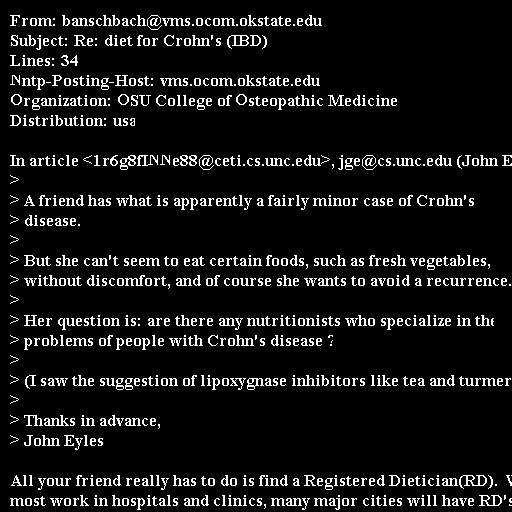 From: banschbach@vms.ocom.okstate.edu
Subject: Re: diet for Crohn's (IBD)
Lines: 34
Nntp-Posting-Host: vms.ocom.okstate.edu
Organization: OSU College of Osteopathic Medicine
Distribution: usa
In article <1r6g8fINNe88@ceti.cs.unc.edu>, jge@cs.unc.edu (John E
>
> A friend has what is apparently a fairly minor case of Crohn's
> disease.
>
> But she can't seem to eat certain foods, such as fresh vegetables,
> without discomfort, and of course she wants to avoid a recurrence.
>
> Her question is: are there any nutritionists who specialize in the
> problems of people with Crohn's disease ?
>
> (I saw the suggestion of lipoxygnase inhibitors like tea and turmer
>
> Thanks in advance,
> John Eyles
All your friend really has to do is find a Registered Dietician(RD).
most work in hospitals and clinics, many major cities will have RD's